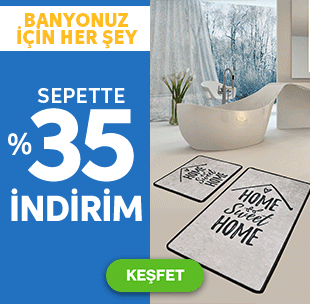 BANYONUZ
İÇİN HER ŞEY
SEPETTE
%35
İNDİRİM
KEŞFET
HOME
Sweet
HOME
HOME
Sweet
HOME